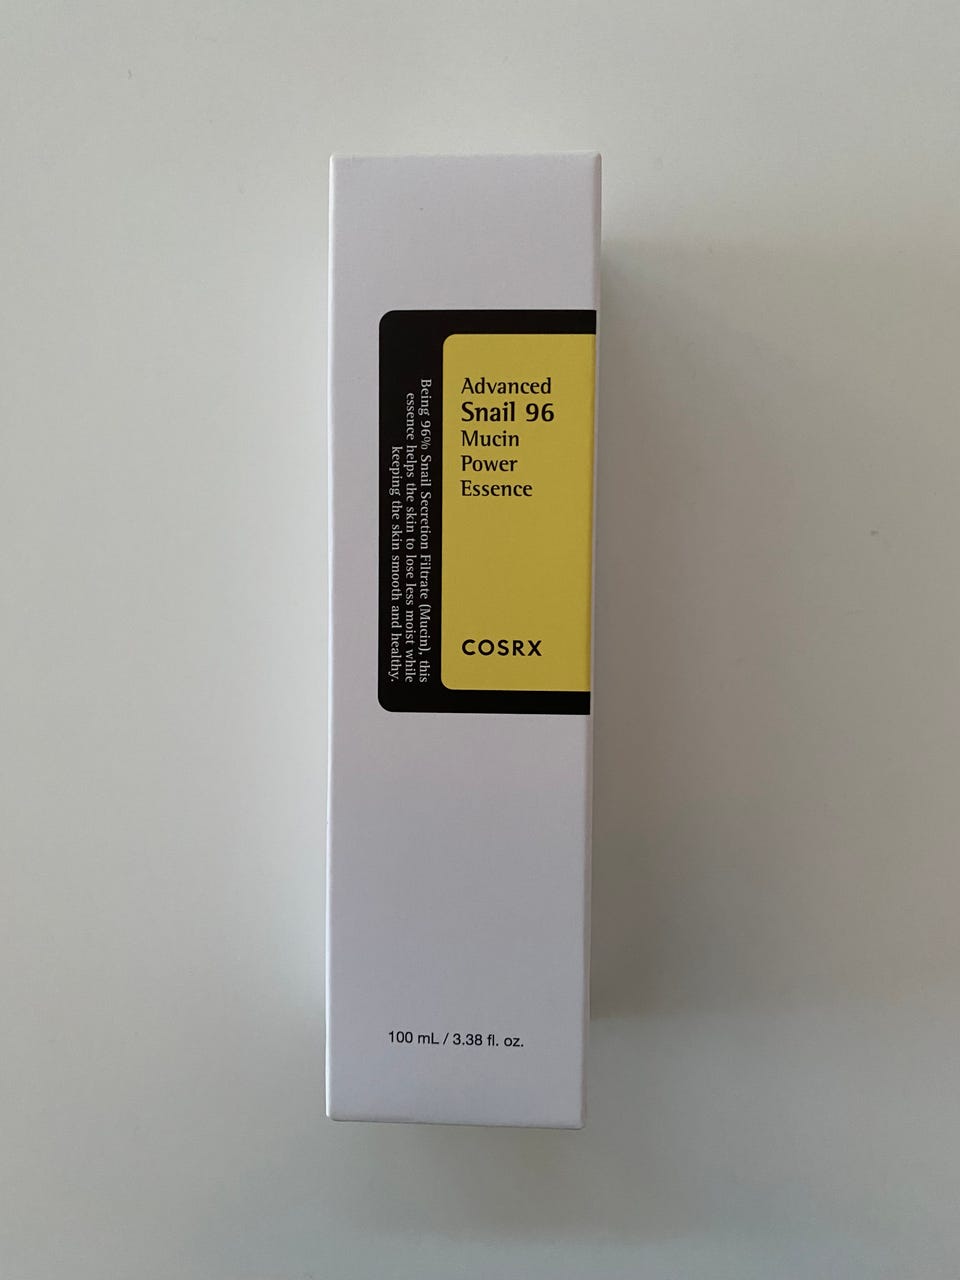 Advanced
Snail 96
Mucin
Power
Essence
COSRX
Being 96% Snail Secretion Filtrate (Mucin), this
essence helps the skin to lose less moist while
keeping the skin smooth and healthy.
100 mL / 3.38 fl. oz.